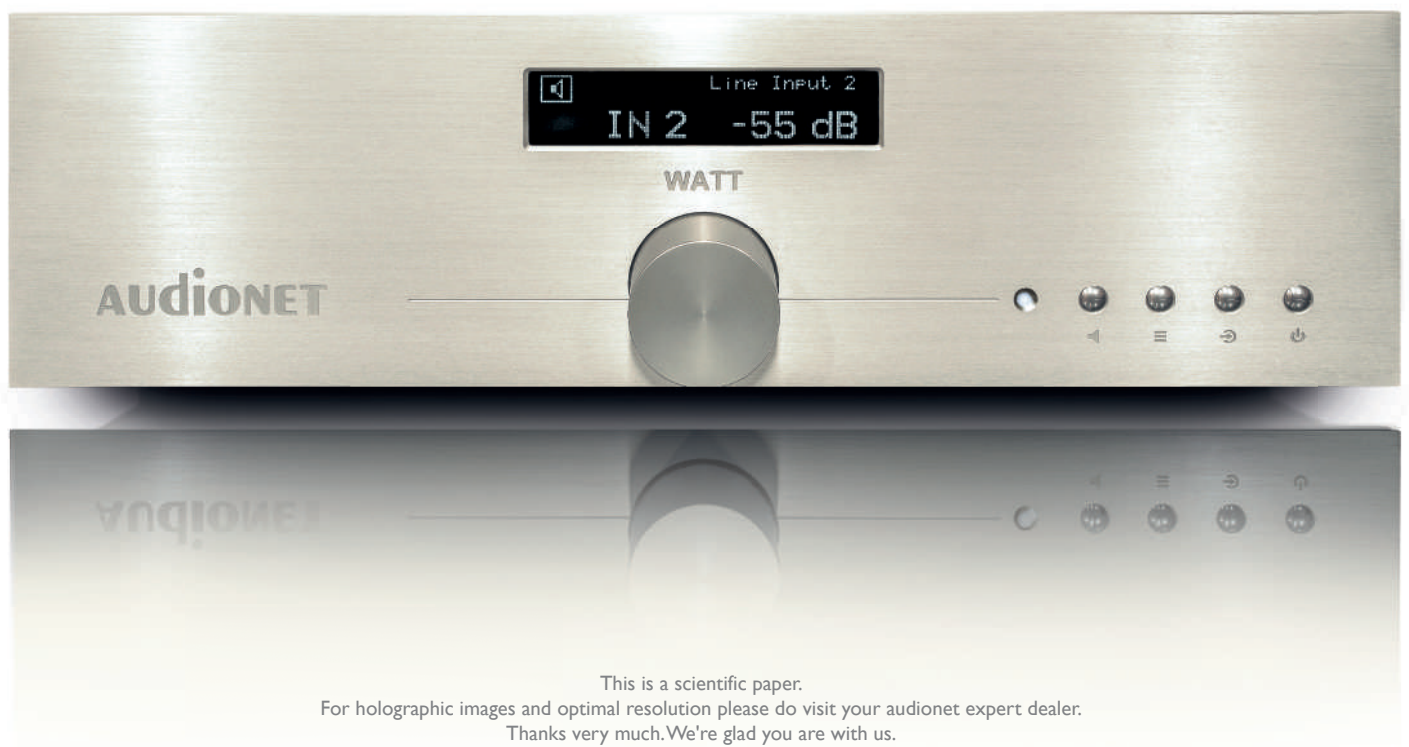 Line Input 2
IN 2 -55 dB
WATT
AUDIONET
This is a scientific paper.
For holographic images and optimal resolution please do visit your audionet expert dealer.
Thanks very much.We're glad you are with us.